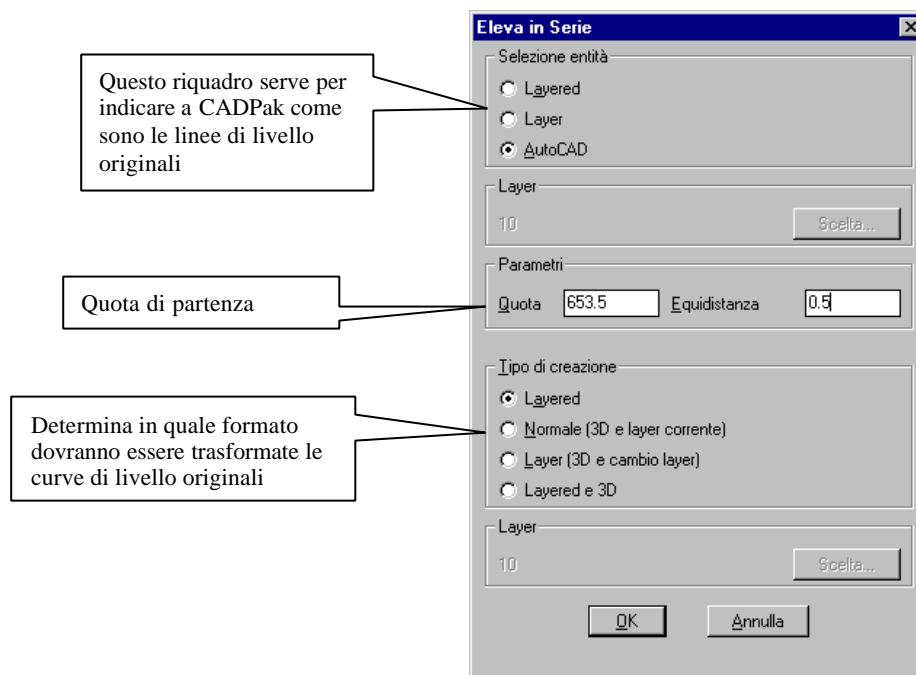 Eleva in Serie
Selezione entità
Questo riquadro serve per
indicare a CADPak come
sono le linee di livello
originali
Layered
Layer
AutoCAD
Layer
10 Scelta...
Parametri
Quota di partenza
Quota 653.5 Equidistanza 0.5
Tipo di creazione
Determina in quale formato
dovranno essere trasformate le
curve di livello originali
Layered
Normale (3D e layer corrente)
Layer (3D e cambio layer)
Layered e 3D
Layer
10 Scelta...
OK Annulla